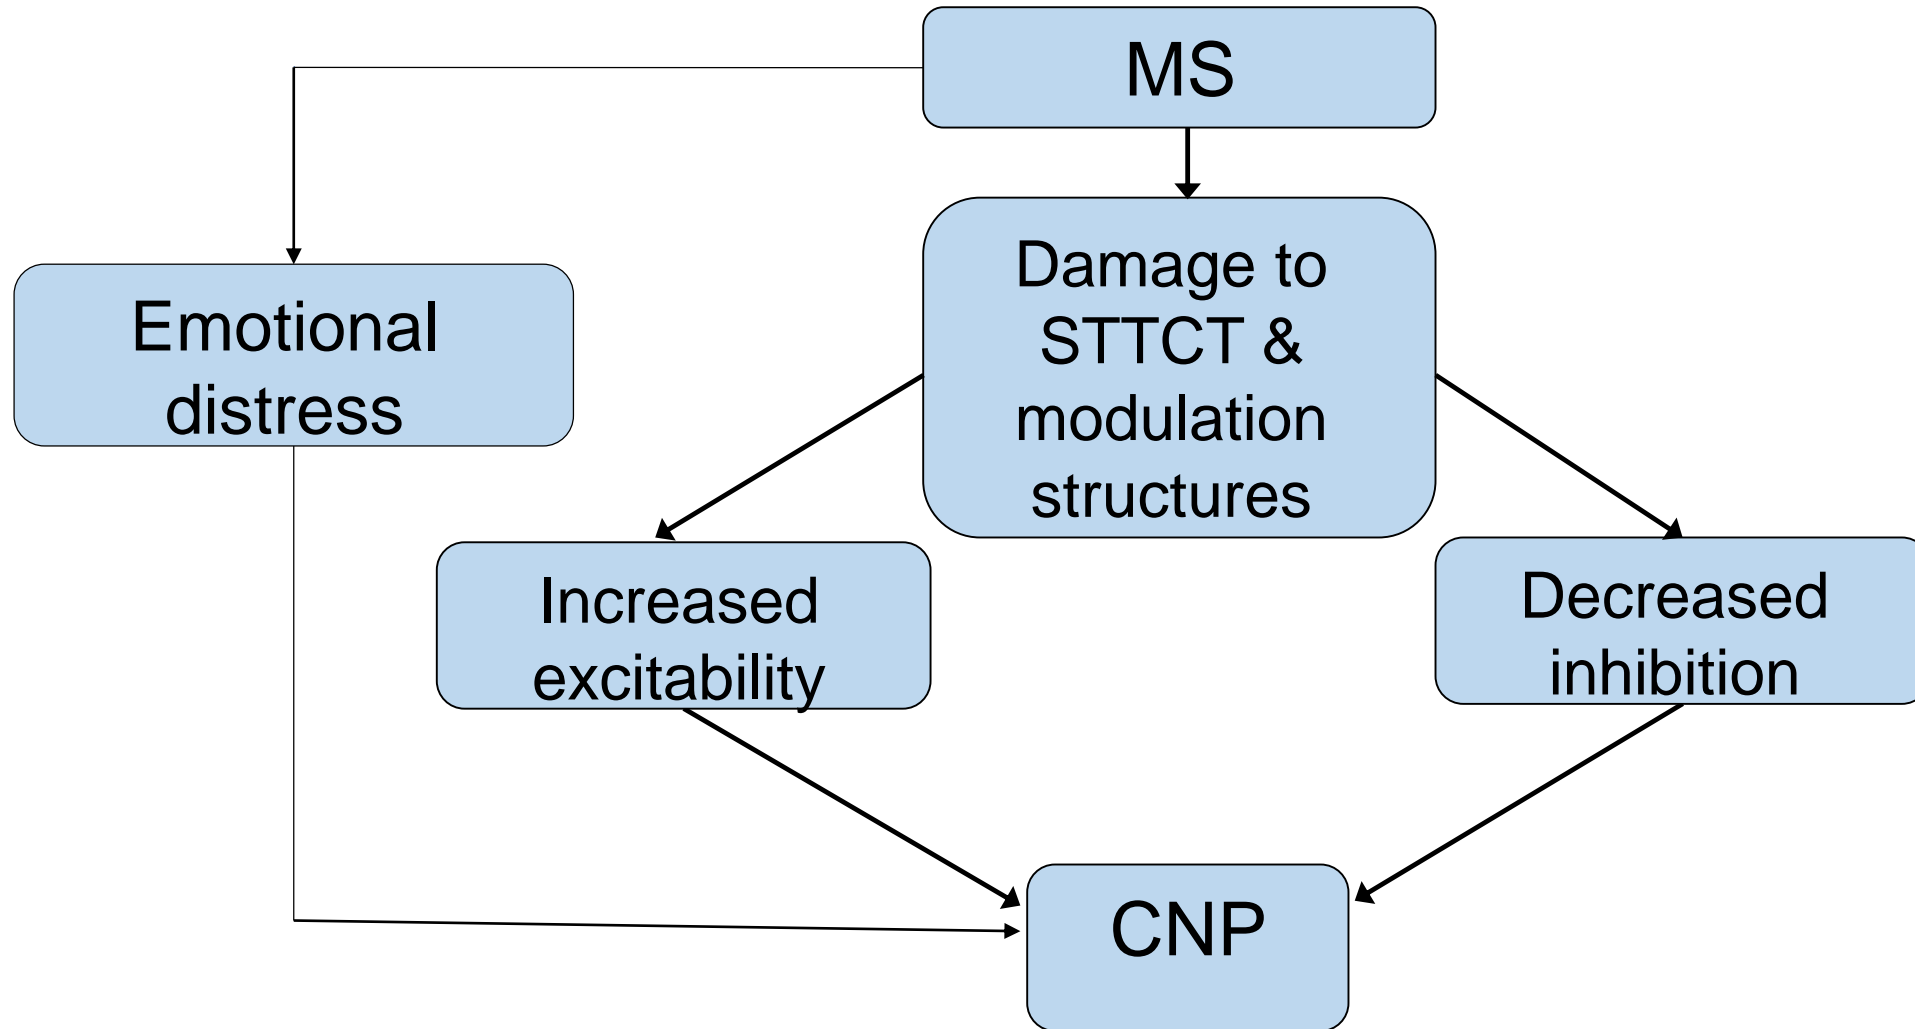 MS
Emotional
distress
Damage to
STTCT &
modulation
structures
Increased
excitability
Decreased
inhibition
CNP